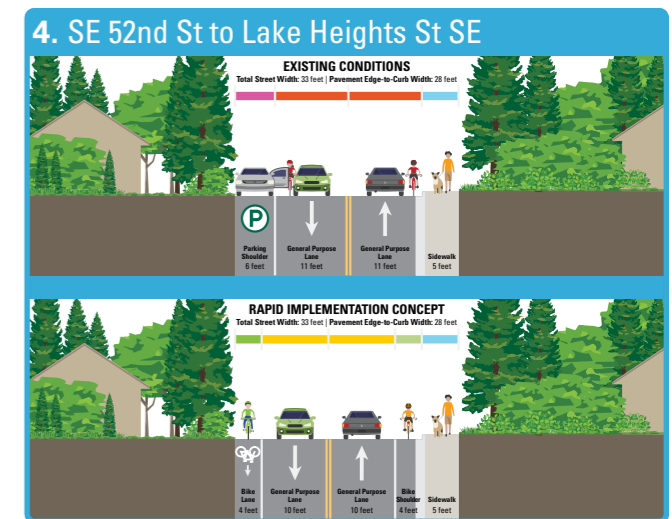 4. SE 52nd St to Lake Heights St SE
EXISTING CONDITIONS
Total Street Width: 33 feet | Pavement Edge-to-Curb Width: 28 feet
P
Parking
Shoulder
6 feet
General Purpose
Lane
11 feet
General Purpose
Lane
11 feet
Sidewalk
5 feet
RAPID IMPLEMENTATION CONCEPT
Total Street Width: 33 feet | Pavement Edge-to-Curb Width: 28 feet
Bike
Lane
4 feet
General Purpose
Lane
10 feet
General Purpose
Lane
10 feet
Bike
Shoulder
4 feet
Sidewalk
5 feet